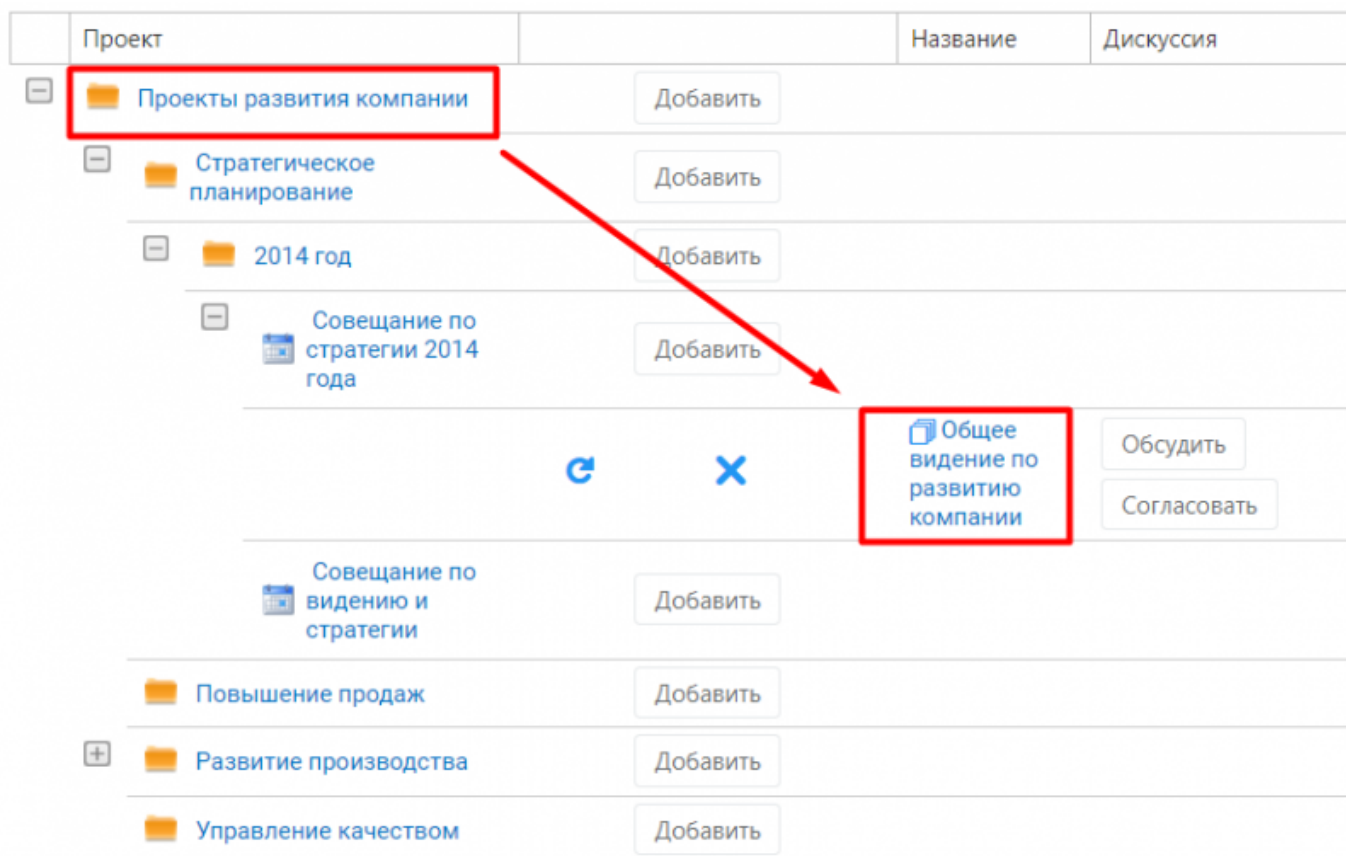 Проект Название Дискуссия
Проекты развития компании Добавить
Стратегическое
планирование
Добавить
2014 год Добавить
Совещание по
стратегии 2014
года
Добавить
Общее
видение по
развитию
компании
Обсудить
Согласовать
Совещание по
видению и
стратегии
Добавить
Повышение продаж Добавить
Развитие производства Добавить
Управление качеством Добавить